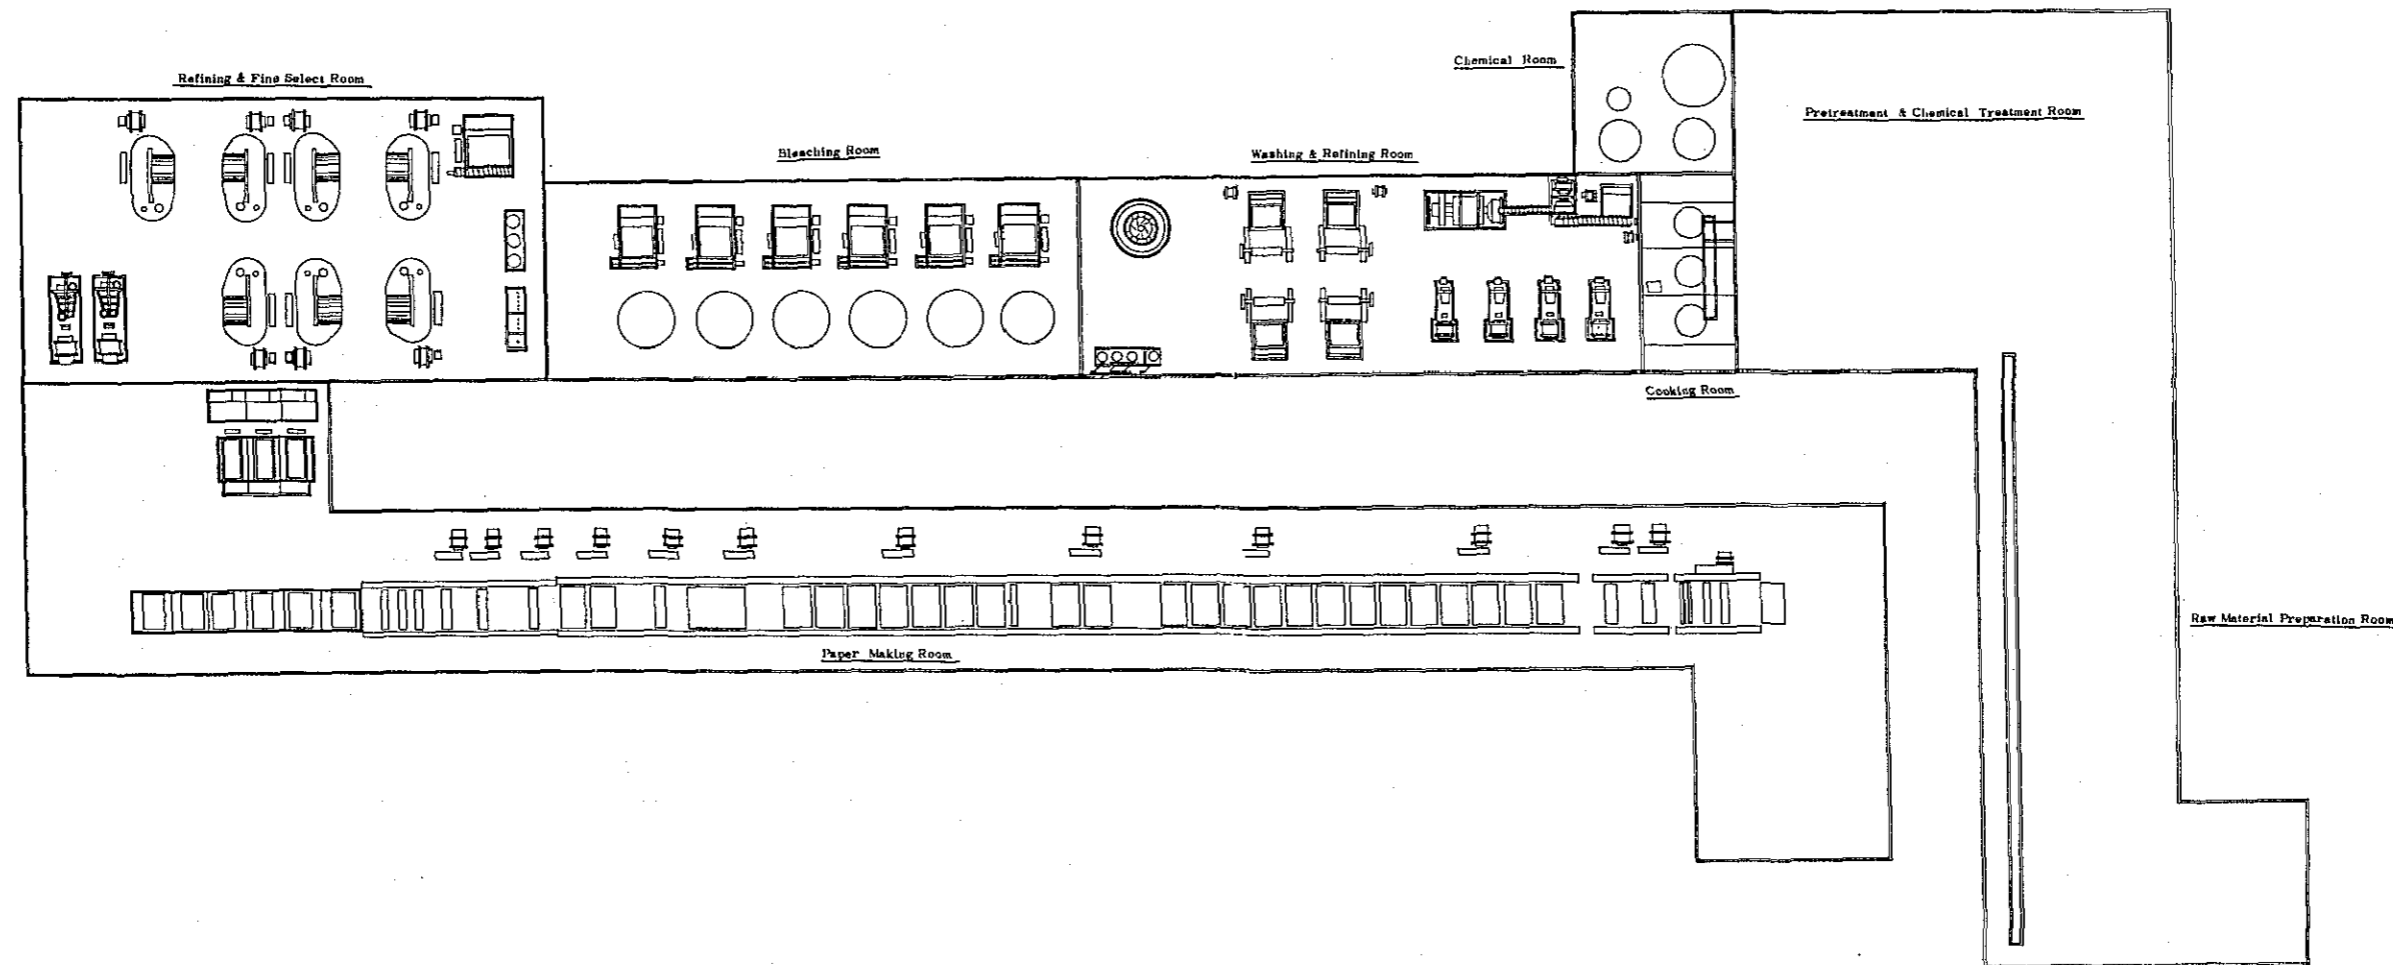 Chemical Room
Refining & Fine Select Room
Pretreatment & Chemical Treatment Room
Bleaching Room
Washing & Refining Room
Cooking Room
Raw Material Preparation Room
Paper Making Room